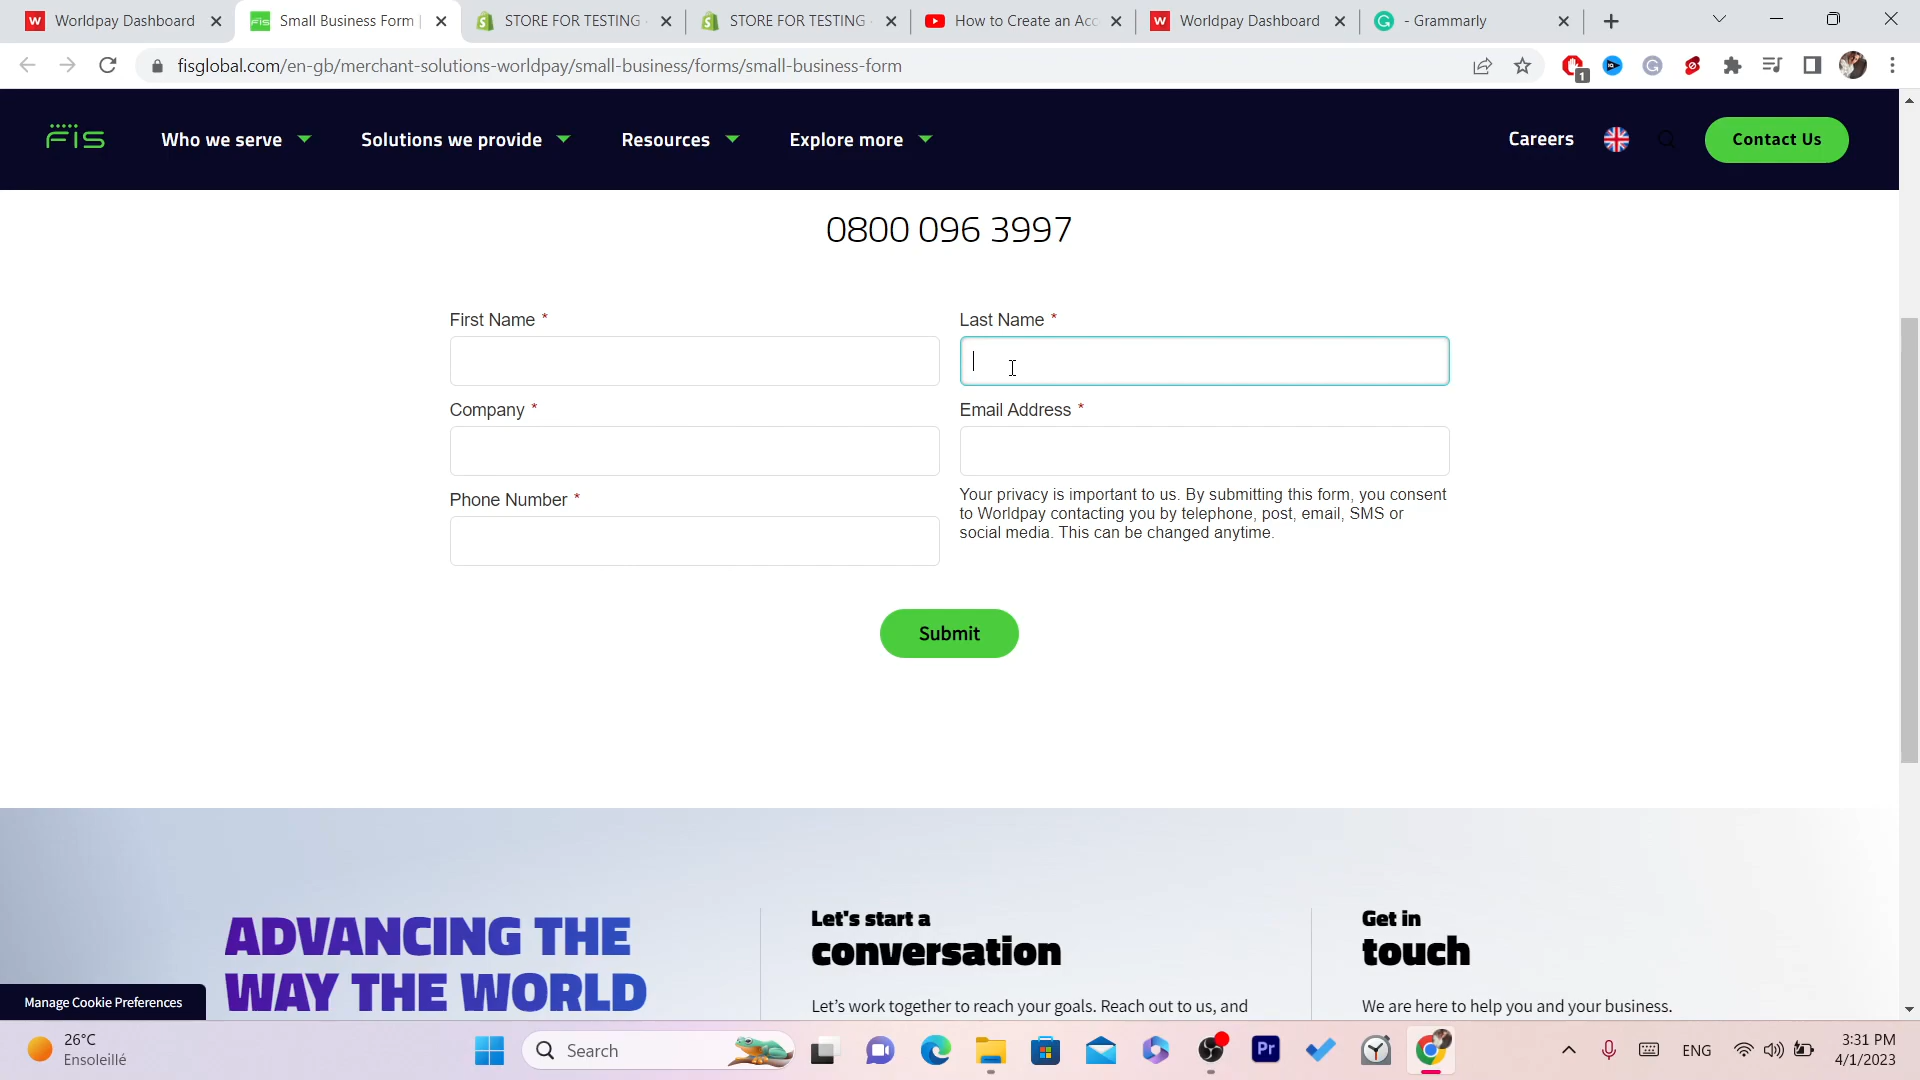 Worldpay Dashboard
Small Business Form |
STORE FOR TESTING
STORE FOR TESTING
How to Create an Acc
Worldpay Dashboard
- Grammarly
fisglobal.com/en-gb/merchant-solutions-worldpay/small-business/forms/small-business-form
1
FIS
Who we serve
Solutions we provide
Resources
Explore more
Careers
Contact Us
0800 096 3997
First Name *
Last Name *
Company *
Email Address *
Phone Number *
Your privacy is important to us. By submitting this form, you consent
to Worldpay contacting you by telephone, post, email, SMS or
social media. This can be changed anytime.
Submit
ADVANCING THE
WAY THE WORLD
Let's start a
conversation
Let's work together to reach your goals. Reach out to us, and
Get in
touch
We are here to help you and your business.
Manage Cookie Preferences
26°C
Ensoleillé
Search
Pr
ENG
3:31 PM
4/1/2023